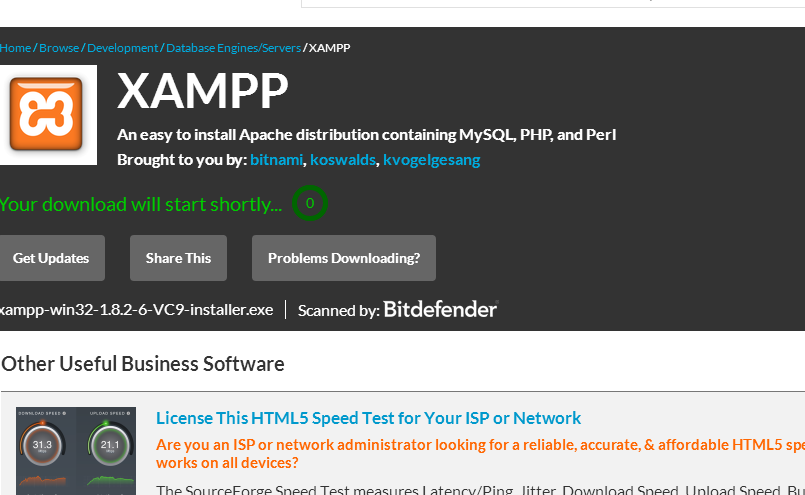 Home / Browse / Development / Database Engines/Servers / XAMPP
XAMPP
An easy to install Apache distribution containing MySQL, PHP, and Perl
Brought to you by: bitnami, koswalds, kvogelgesang
Your download will start shortly... 0
Get Updates Share This Problems Downloading?
xampp-win32-1.8.2-6-VC9-installer.exe Scanned by: Bitdefender
Other Useful Business Software
DOWNLOAD SPEED UPLOAD SPEED
31.3 21.1
License This HTML5 Speed Test for Your ISP or Network
Are you an ISP or network administrator looking for a reliable, accurate, & affordable HTML5 spe
works on all devices?
The SourceForge Speed Test measures Latency/Ping, Jitter, Download Speed, Upload Speed, Bu